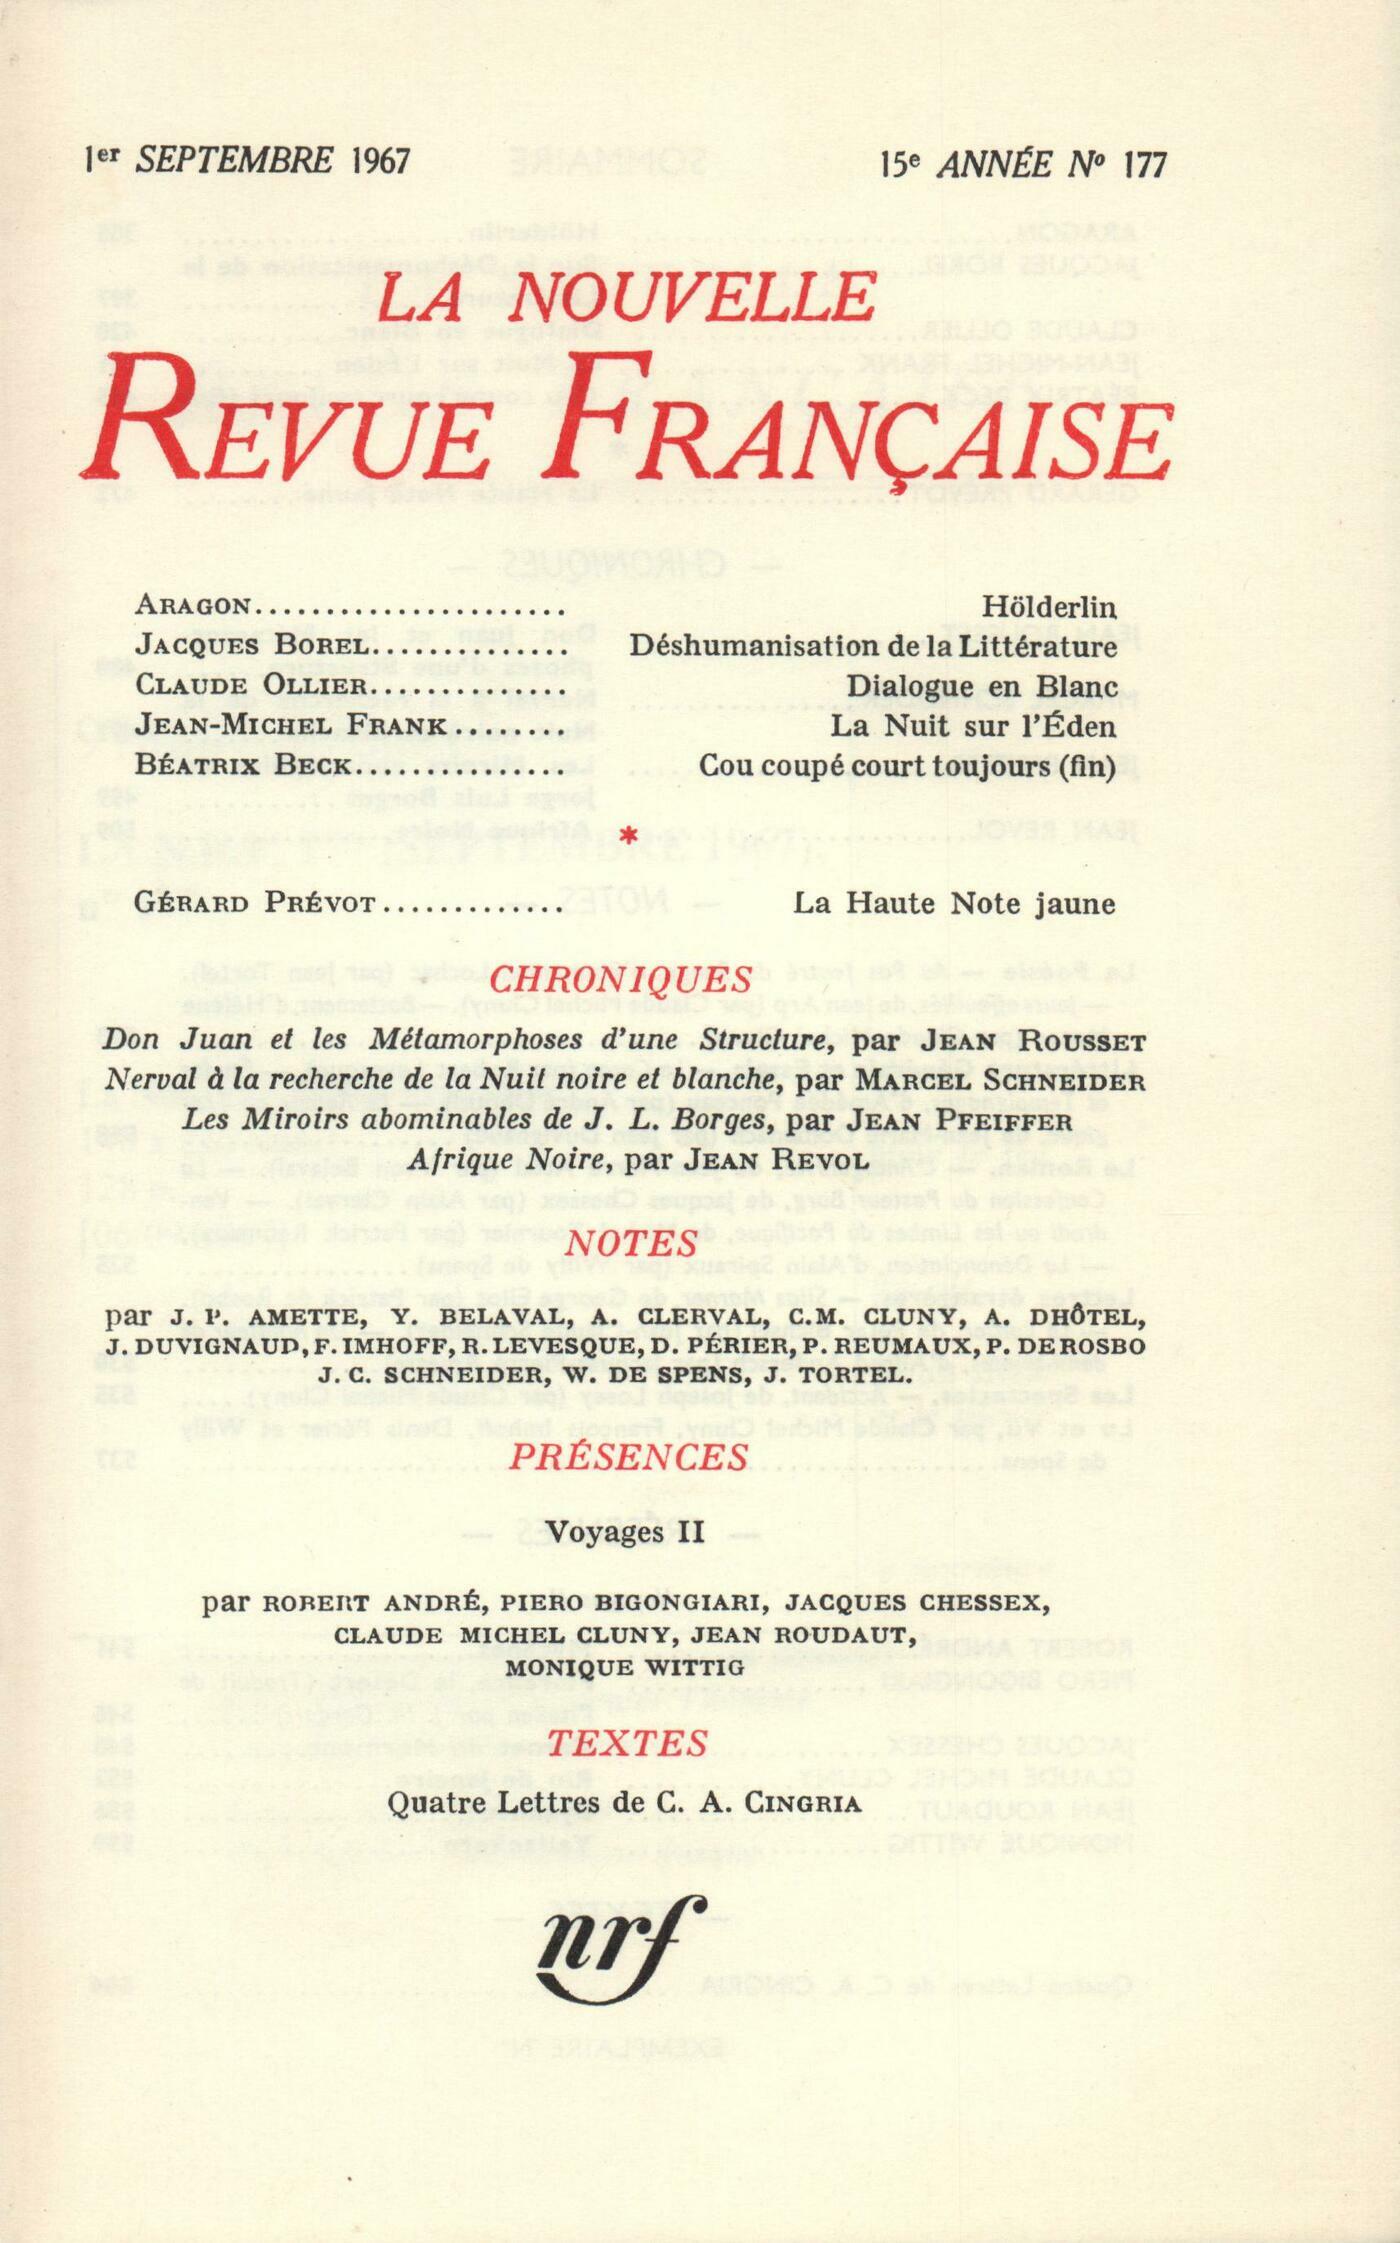 1er SEPTEMBRE 1967
15e ANNÉE No 177
LA NOUVELLE
REVUE FRANÇAISE
ARAGON...................... Hölderlin
JACQUES BOREL.............. Déshumanisation de la Littérature
CLAUDE OLLIER.............. Dialogue en Blanc
JEAN-MICHEL FRANK........ La Nuit sur l'Éden
BÉATRIX BECK............... Cou coupé court toujours (fin)
*
GÉRARD PRÉVOT............. La Haute Note jaune
CHRONIQUES
Don Juan et les Métamorphoses d'une Structure, par JEAN ROUSSET
Nerval à la recherche de la Nuit noire et blanche, par MARCEL SCHNEIDER
Les Miroirs abominables de J. L. Borges, par JEAN PFEIFFER
Afrique Noire, par JEAN REVOL
NOTES
par J. P. AMETTE, Y. BELAVAL, A. CLERVAL, C.M. CLUNY, A. DHÔTEL,
J. DUVIGNAUD, F. IMHOFF, R. LEVESQUE, D. PÉRIER, P. REUMAUX, P. DE ROSBO
J. C. SCHNEIDER, W. DE SPENS, J. TORTEL.
PRÉSENCES
Voyages II
par ROBERT ANDRÉ, PIERO BIGONGIARI, JACQUES CHESSEX,
CLAUDE MICHEL CLUNY, JEAN ROUDAUT,
MONIQUE WITTIG
TEXTES
Quatre Lettres de C. A. CINGRIA
nrf